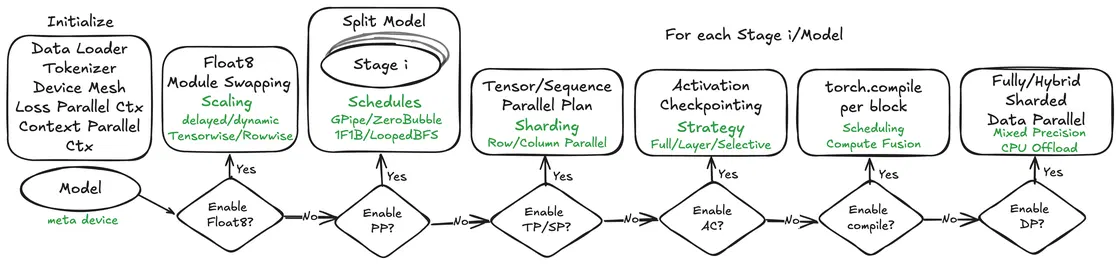 Initialize
Data Loader
Tokenizer
Device Mesh
Loss Parallel Ctx
Context Parallel
Ctx
Model
meta device
Float8
Module Swapping
Scaling
delayed/dynamic
Tensorwise/Rowwise
Yes
Enable
Float8?
No
Split Model
Stage i
Schedules
GPipe/ZeroBubble
1F1B/LoopedBFS
Yes
Enable
PP?
No
For each Stage i/Model
Tensor/Sequence
Parallel Plan
Sharding
Row/Column Parallel
Yes
Enable
TP/SP?
No
Activation
Checkpointing
Strategy
Full/Layer/Selective
Yes
Enable
AC?
No
torch.compile
per block
Scheduling
Compute Fusion
Yes
Enable
compile?
No
Fully/Hybrid
Sharded
Data Parallel
Mixed Precision
CPU Offload
Yes
Enable
DP?